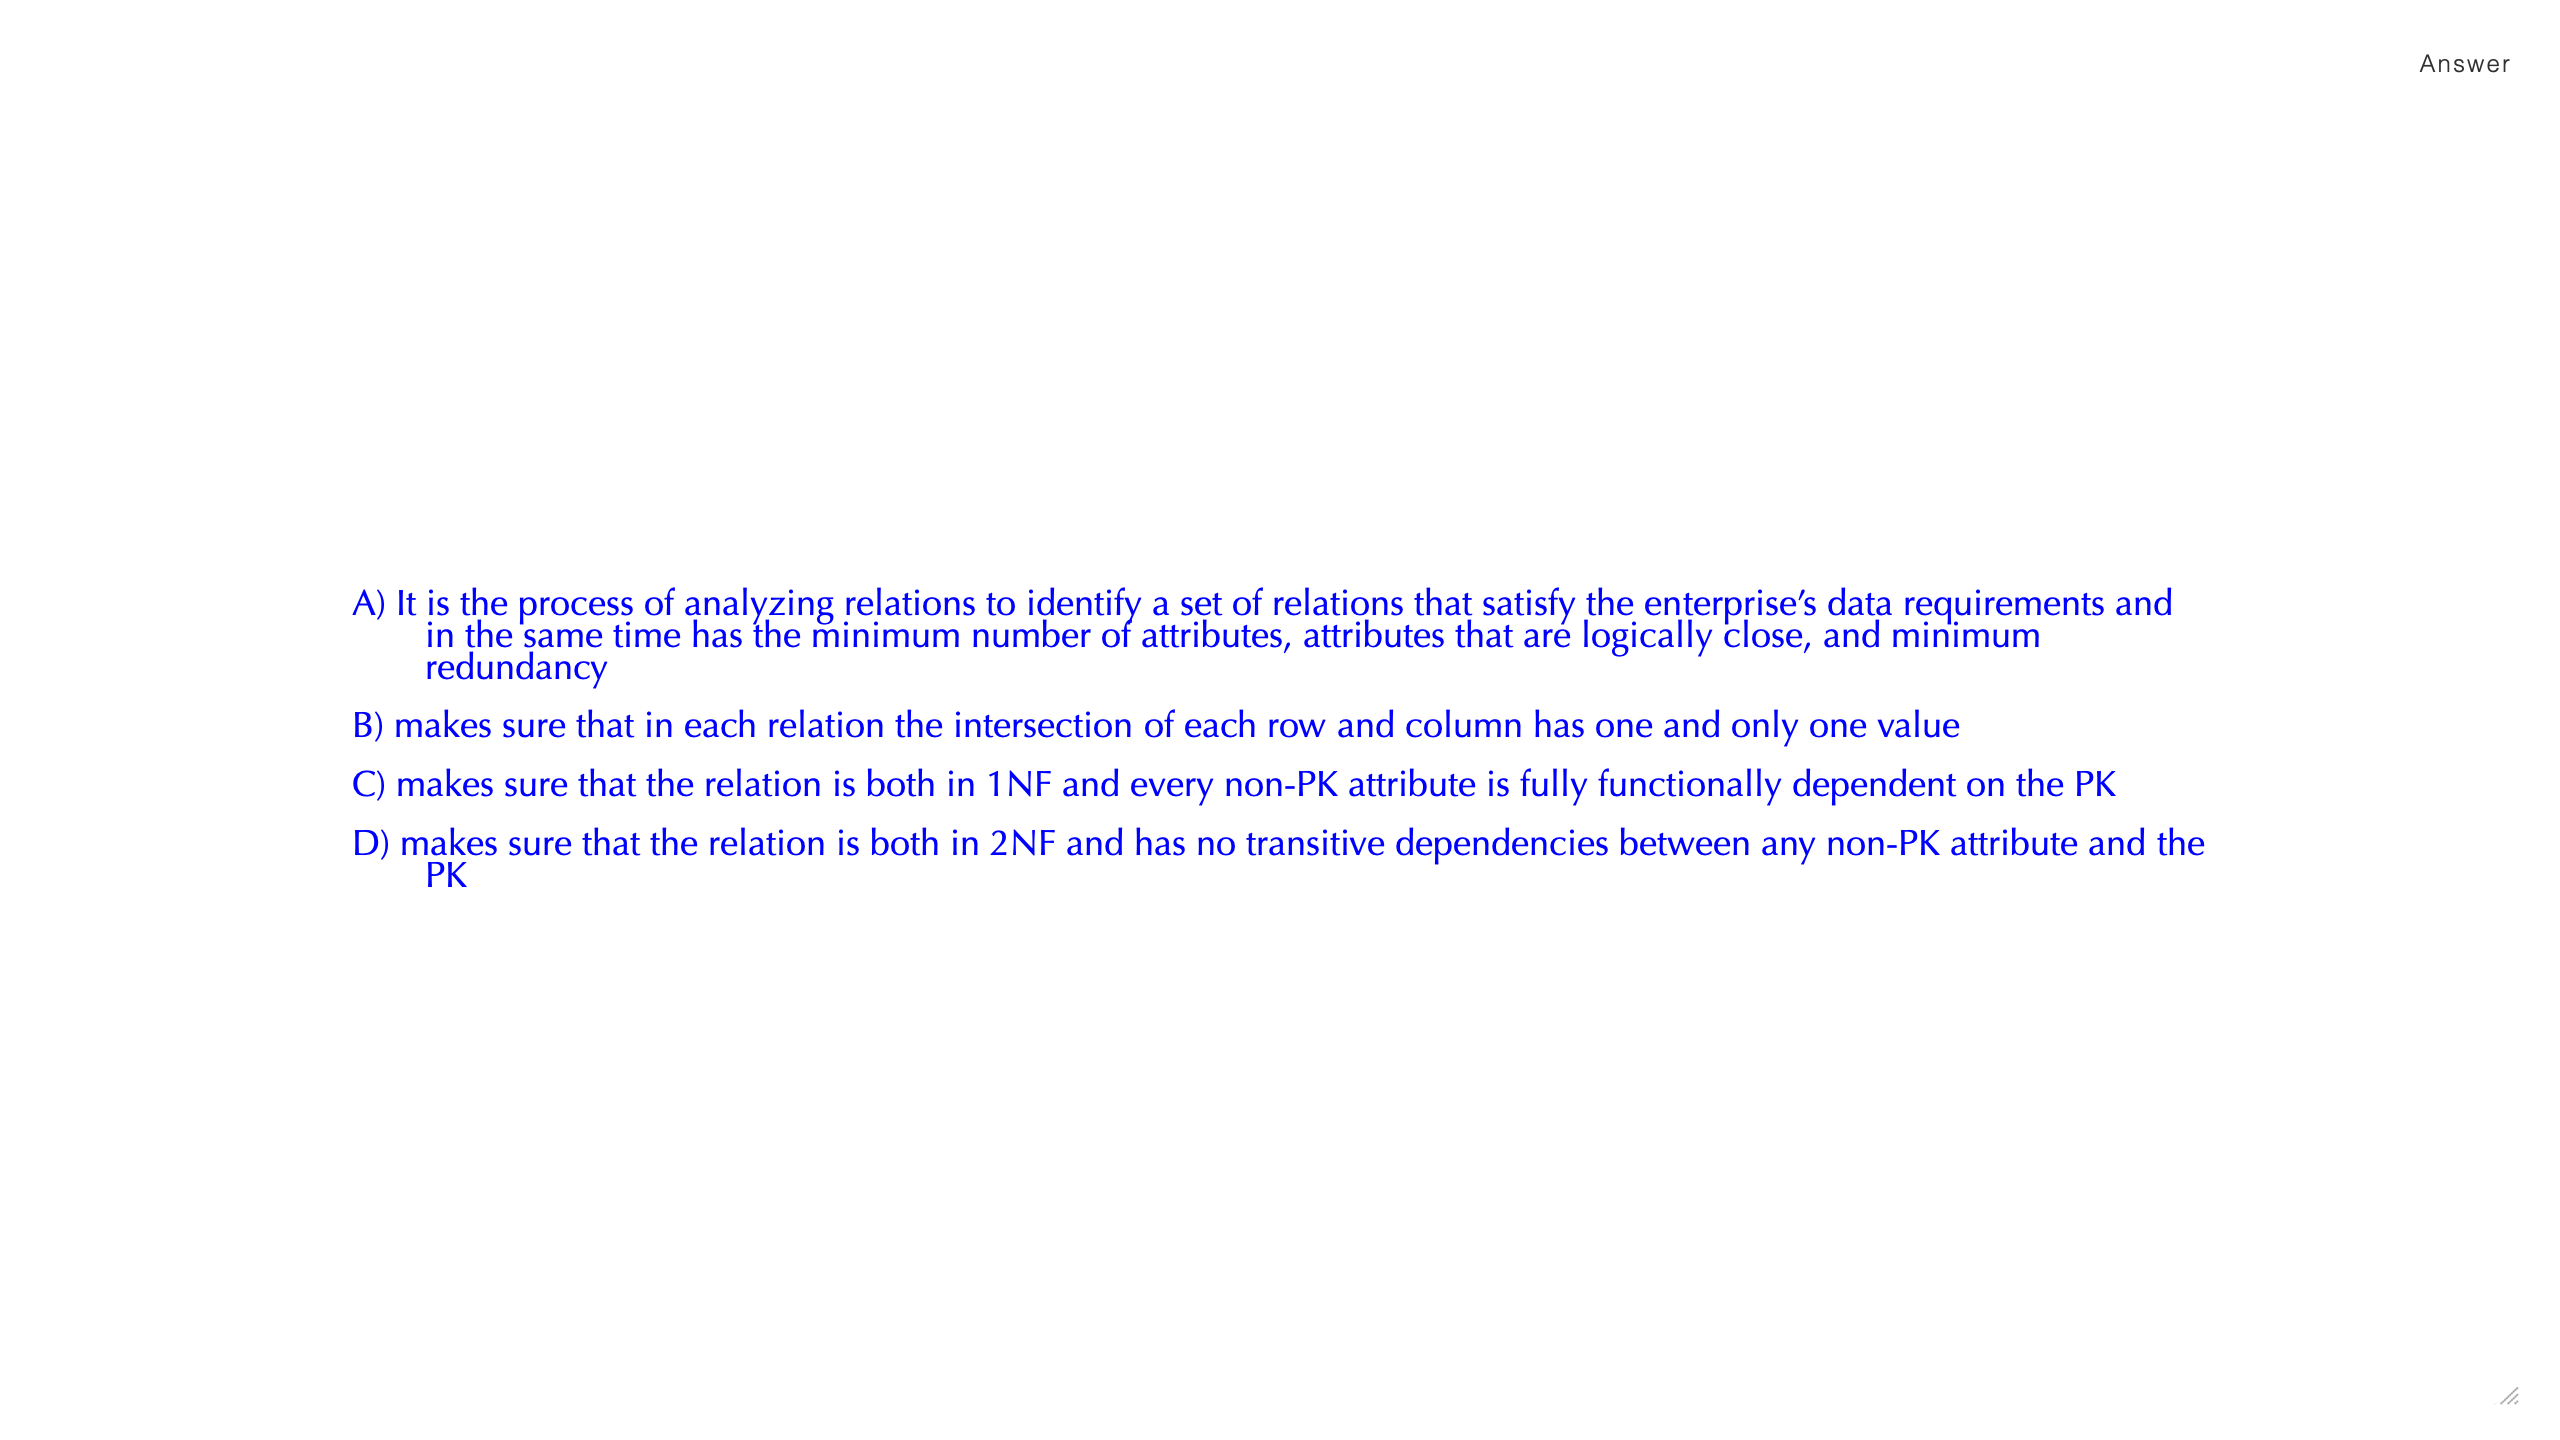 Answer
A) It is the process of analyzing relations to identify a set of relations that satisfy the enterprise’s data requirements and
in the same time has the minimum number of attributes, attributes that are logically close, and minimum
redundancy
B) makes sure that in each relation the intersection of each row and column has one and only one value
C) makes sure that the relation is both in 1NF and every non-PK attribute is fully functionally dependent on the PK
D) makes sure that the relation is both in 2NF and has no transitive dependencies between any non-PK attribute and the
PK